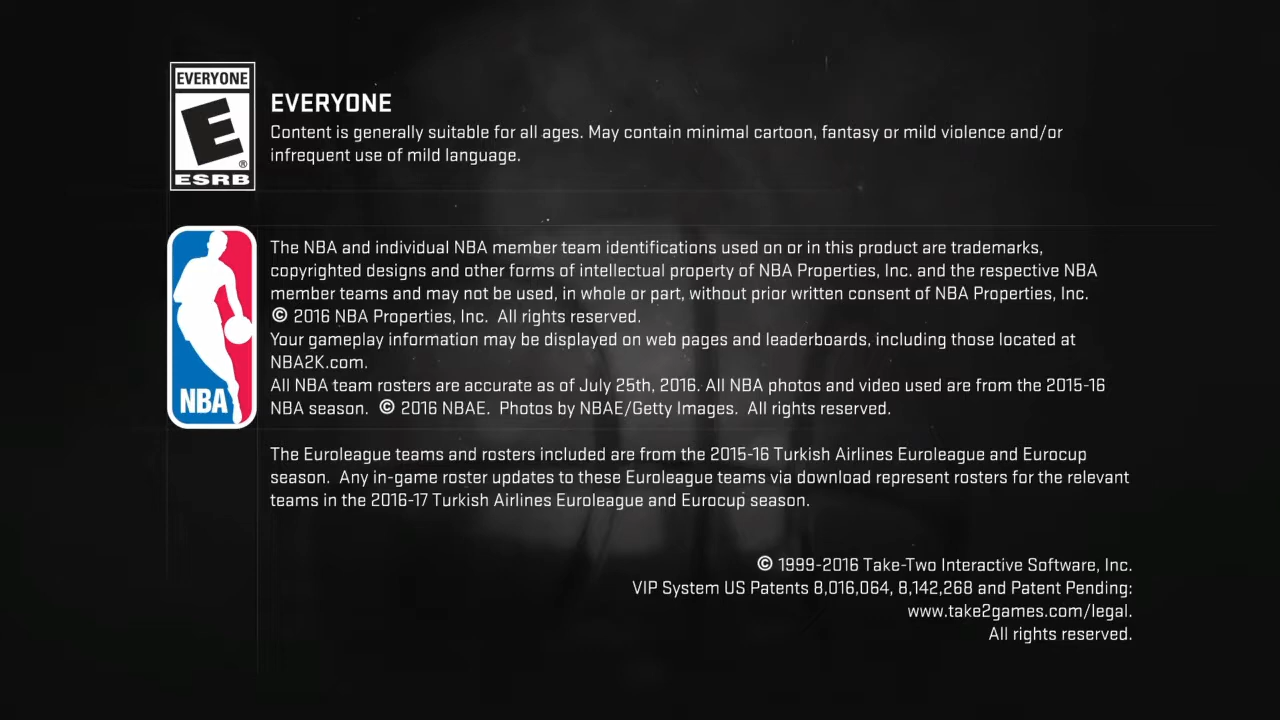 EVERYONE
E
®
ESRB
EVERYONE
Content is generally suitable for all ages. May contain minimal cartoon, fantasy or mild violence and/or
infrequent use of mild language.
NBA
The NBA and individual NBA member team identifications used on or in this product are trademarks,
copyrighted designs and other forms of intellectual property of NBA Properties, Inc. and the respective NBA
member teams and may not be used, in whole or part, without prior written consent of NBA Properties, Inc.
© 2016 NBA Properties, Inc. All rights reserved.
Your gameplay information may be displayed on web pages and leaderboards, including those located at
NBA2K.com.
All NBA team rosters are accurate as of July 25th, 2016. All NBA photos and video used are from the 2015-16
NBA season. © 2016 NBAE. Photos by NBAE/Getty Images. All rights reserved.
The Euroleague teams and rosters included are from the 2015-16 Turkish Airlines Euroleague and Eurocup
season. Any in-game roster updates to these Euroleague teams via download represent rosters for the relevant
teams in the 2016-17 Turkish Airlines Euroleague and Eurocup season.
© 1999-2016 Take-Two Interactive Software, Inc.
VIP System US Patents 8,016,064, 8,142,268 and Patent Pending:
www.take2games.com/legal.
All rights reserved.